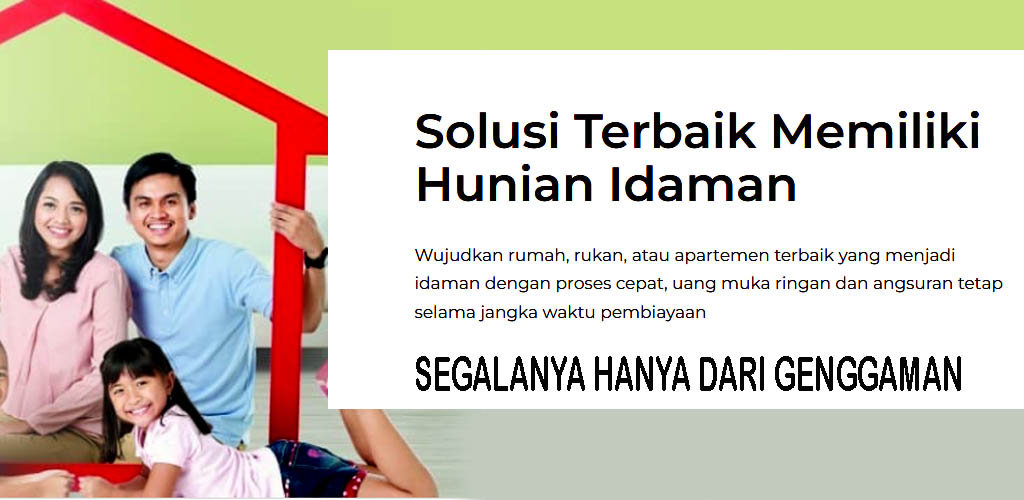 Solusi Terbaik Memiliki
Hunian Idaman
Wujudkan rumah, rukan, atau apartemen terbaik yang menjadi
idaman dengan proses cepat, uang muka ringan dan angsuran tetap
selama jangka waktu pembiayaan
SEGALANYA HANYA DARI GENGGAMAN